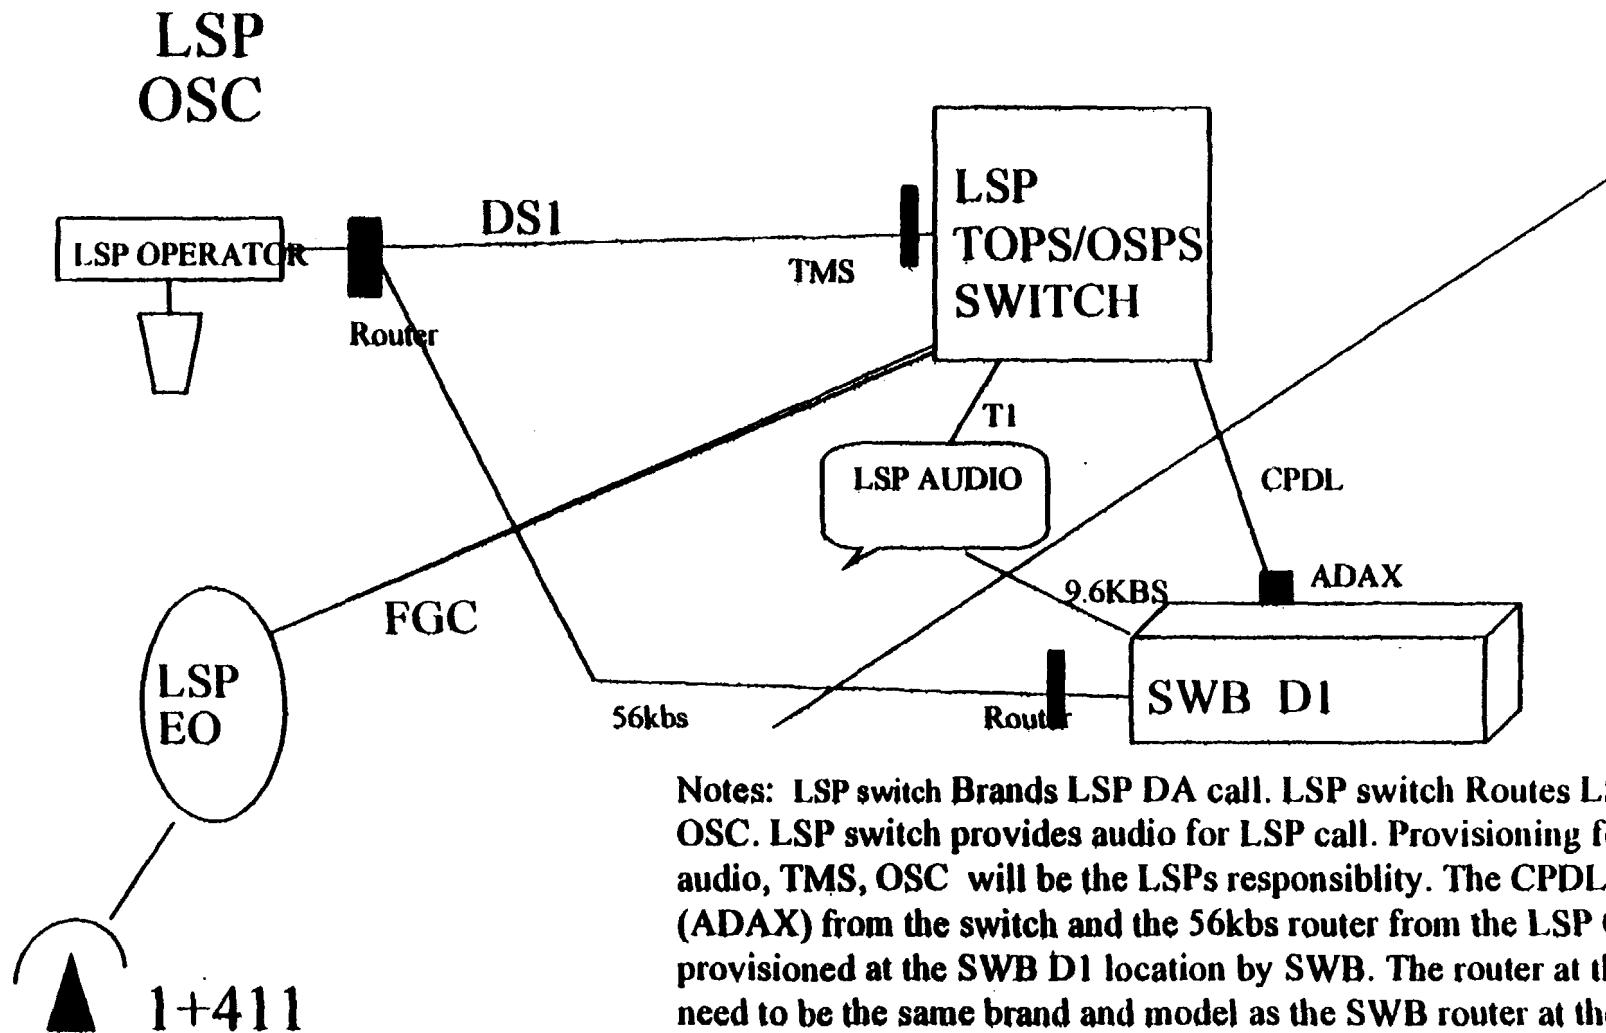 LSP
OSC
LSP OPERATOR
Router
DS1
TMS
LSP
TOPS/OSPS
SWITCH
T1
LSP AUDIO
CPDL
ADAX
9.6KBS
FGC
LSP
EO
56kbs
Router
SWB D1
1+411
Notes: LSP switch Brands LSP DA call. LSP switch Routes
OSC. LSP switch provides audio for LSP call. Provisioning
audio, TMS, OSC will be the LSPs responsiblity. The CPDL
(ADAX) from the switch and the 56kbs router from the LSP
provisioned at the SWB D1 location by SWB. The router at
need to be the same brand and model as the SWB router at